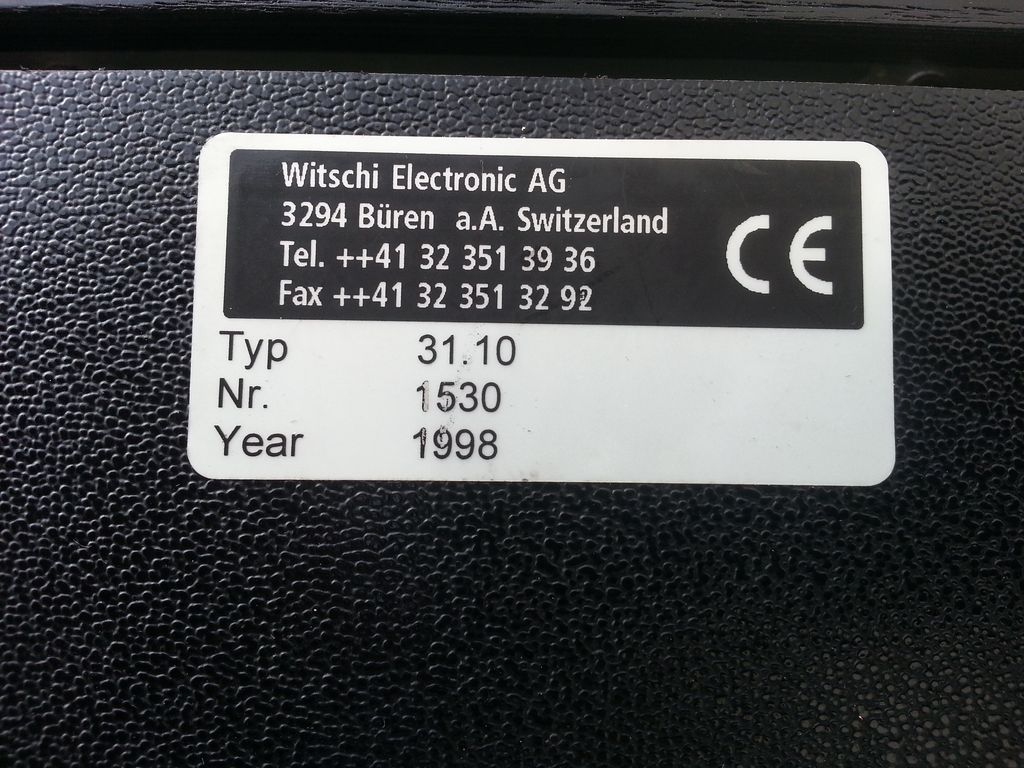 Witschi Electronic AG
3294 Büren a.A. Switzerland
Tel. ++41 32 351 39 36
Fax ++41 32 351 32 92
CE
Typ 31.10
Nr. 1530
Year 1998